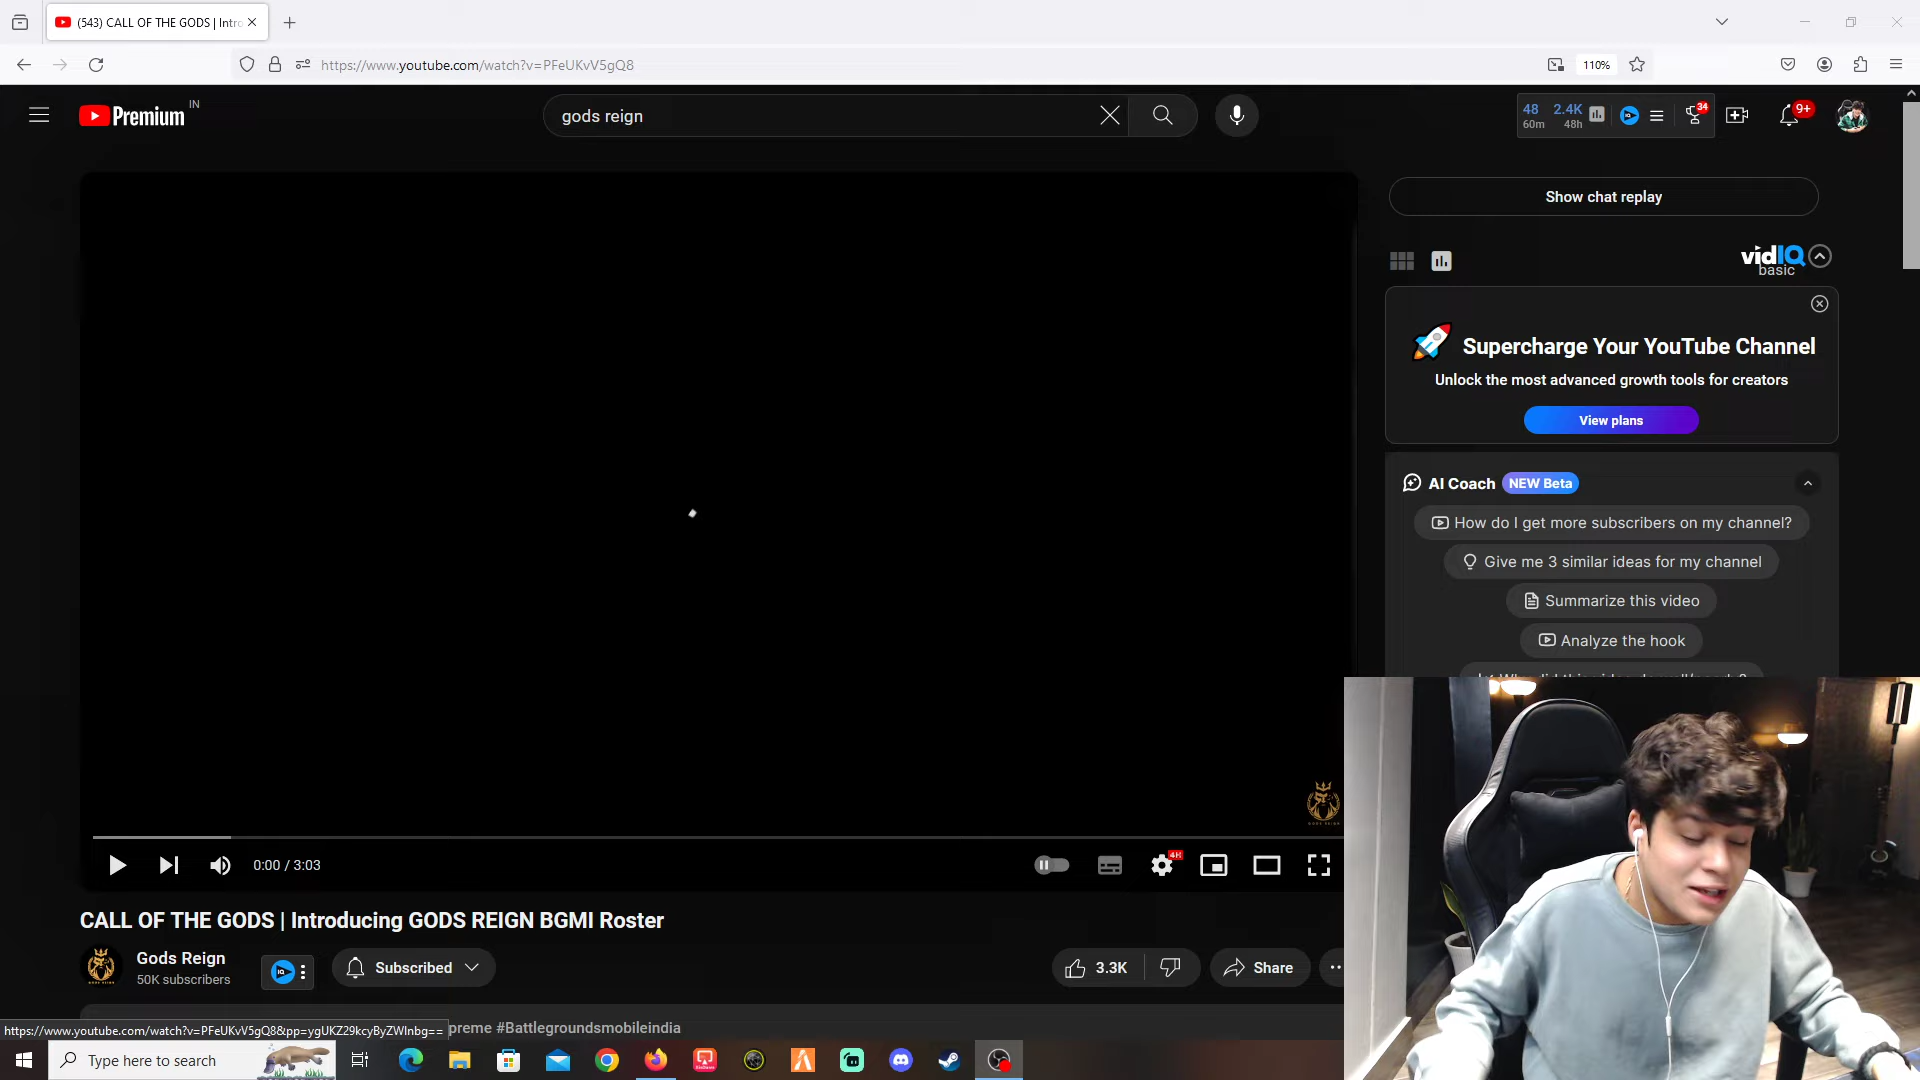 (543) CALL OF THE GODS | Intro
https://www.youtube.com/watch?v=PFeUKvV5gQ8
110%
Premium IN
gods reign
48 2.4K
60m 48h
34
9+
Show chat replay
vidIQ
basic
Supercharge Your YouTube Channel
Unlock the most advanced growth tools for creators
View plans
AI Coach NEW Beta
How do I get more subscribers on my channel?
Give me 3 similar ideas for my channel
Summarize this video
Analyze the hook
GODS REIGN
0:00 / 3:03
4K
CALL OF THE GODS | Introducing GODS REIGN BGMI Roster
Gods Reign
50K subscribers
IQ
Subscribed
3.3K
Share
https://www.youtube.com/watch?v=PFeUKvV5gQ8&pp=ygUKZ29kcyByZWlnbg==
preme #Battlegroundsmobileindia
Type here to search